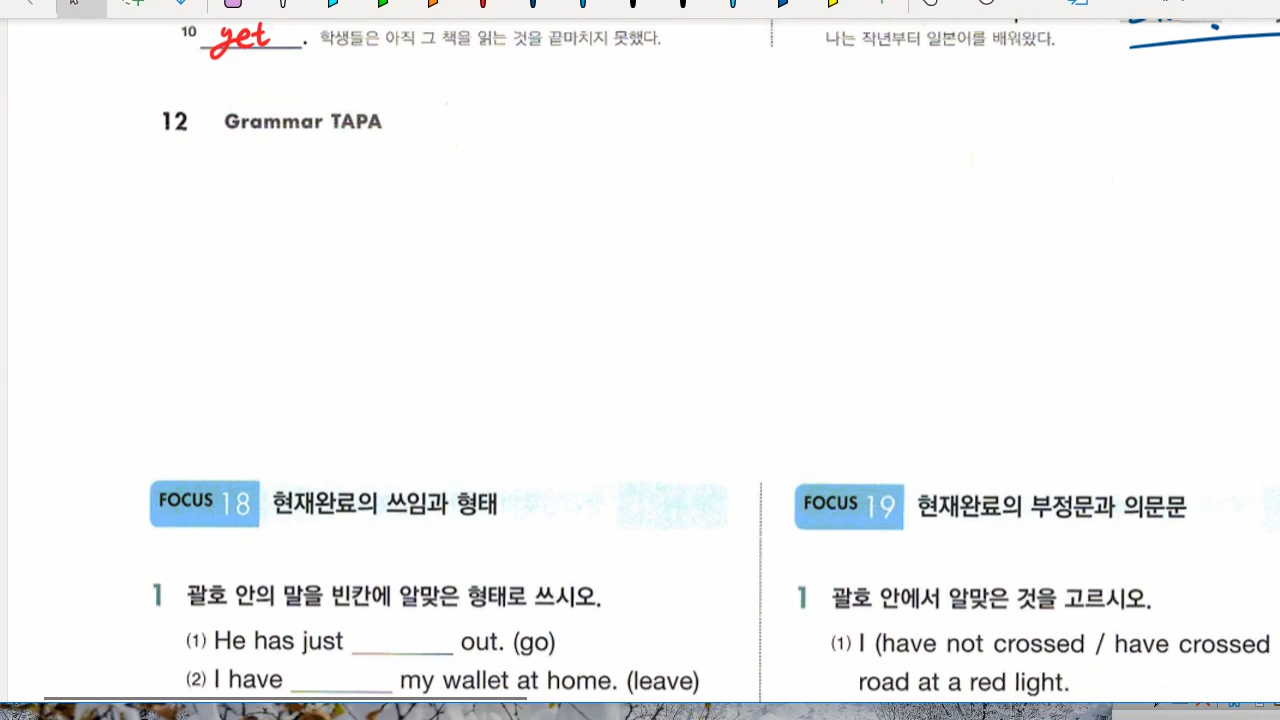 10 yet . 학생들은 아직 그 책을 읽는 것을 끝마치지 못했다.
나는 작년부터 일본어를 배워왔다.
12 Grammar TAPA
FOCUS 18 현재완료의 쓰임과 형태
1 괄호 안의 말을 빈칸에 알맞은 형태로 쓰시오.
(1) He has just ________ out. (go)
(2) I have ________ my wallet at home. (leave)
FOCUS 19 현재완료의 부정문과 의문문
1 괄호 안에서 알맞은 것을 고르시오.
(1) I (have not crossed / have crossed
road at a red light.